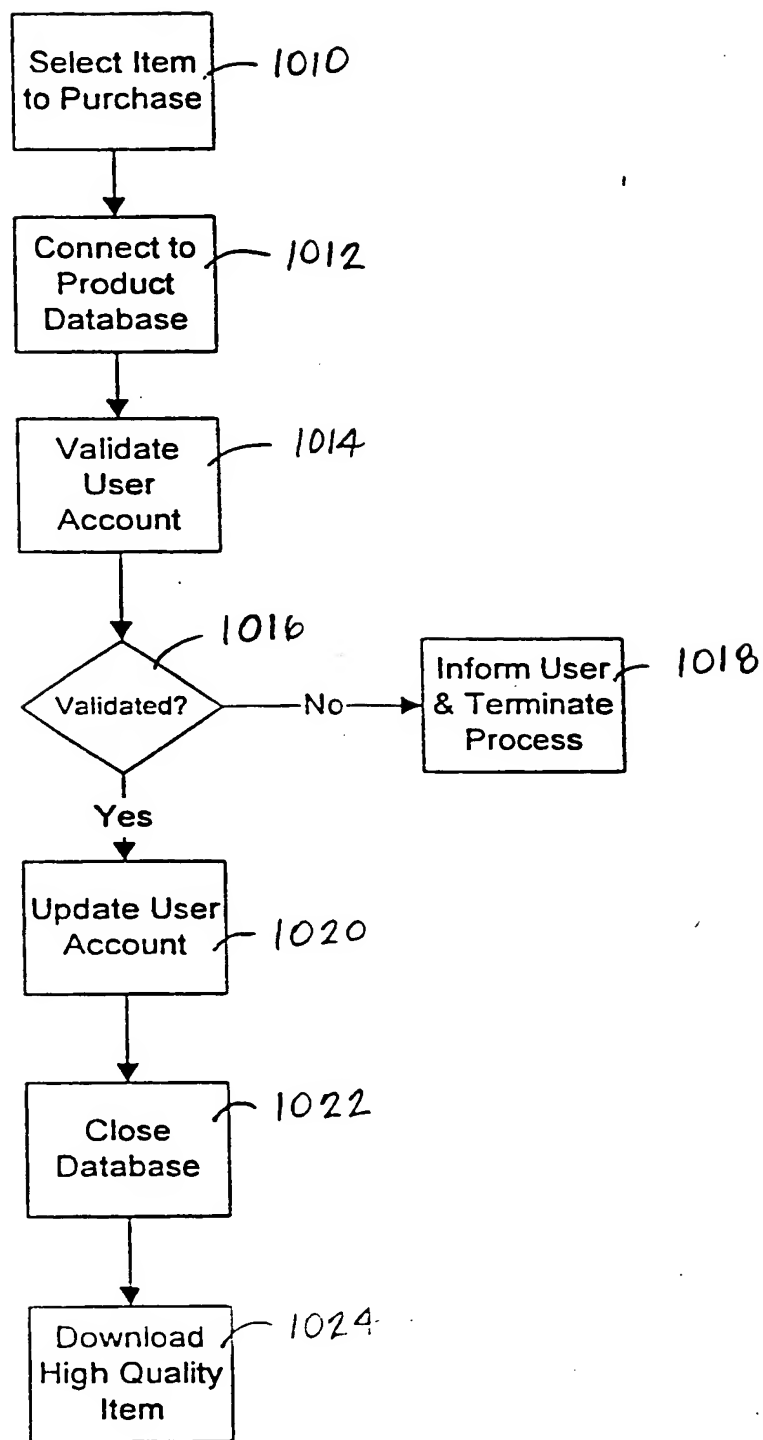 Select Item
to Purchase
1010
Connect to
Product
Database
1012
Validate
User
Account
1014
Validated?
1016
No
Inform User
& Terminate
Process
1018
Yes
Update User
Account
1020
Close
Database
1022
Download
High Quality
Item
1024